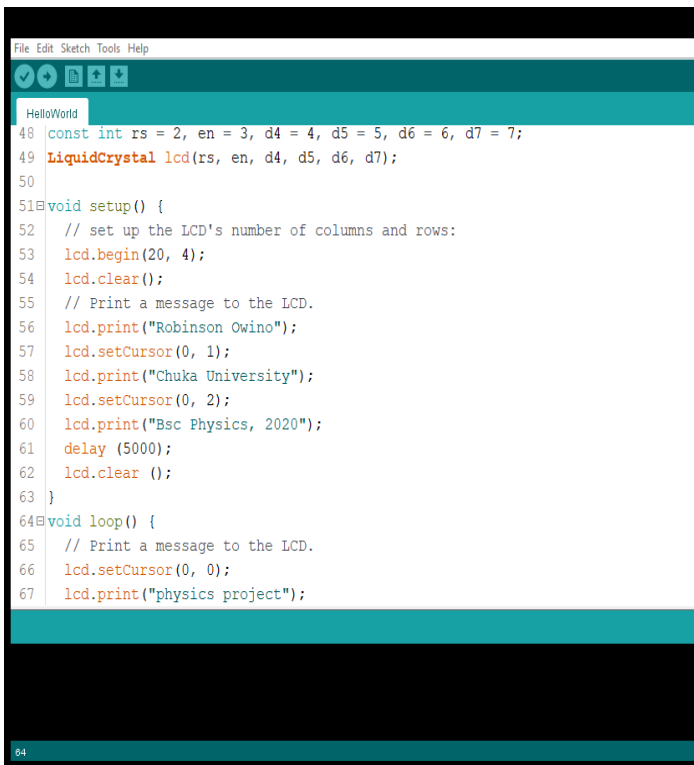 File Edit Sketch Tools Help
HelloWorld
48 const int rs = 2, en = 3, d4 = 4, d5 = 5, d6 = 6, d7 = 7;
49 LiquidCrystal lcd(rs, en, d4, d5, d6, d7);
50
51 void setup() {
52   // set up the LCD's number of columns and rows:
53   lcd.begin(20, 4);
54   lcd.clear();
55   // Print a message to the LCD.
56   lcd.print("Robinson Owino");
57   lcd.setCursor(0, 1);
58   lcd.print("Chuka University");
59   lcd.setCursor(0, 2);
60   lcd.print("Bsc Physics, 2020");
61   delay (5000);
62   lcd.clear ();
63 }
64 void loop() {
65   // Print a message to the LCD.
66   lcd.setCursor(0, 0);
67   lcd.print("physics project");
64